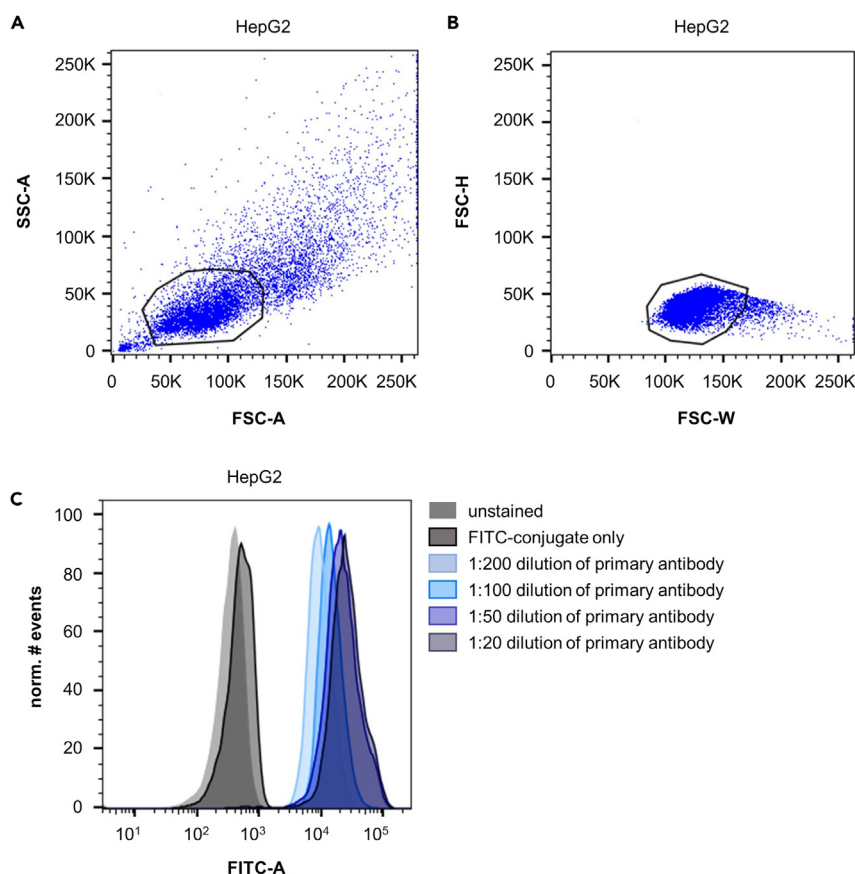 A
HepG2
250K
200K
150K
100K
50K
0
SSC-A
0 50K 100K 150K 200K 250K
FSC-A
B
HepG2
250K
200K
150K
100K
50K
0
FSC-H
0 50K 100K 150K 200K 250K
FSC-W
C
HepG2
100
80
60
40
20
0
norm. # events
10¹ 10² 10³ 10⁴ 10⁵
FITC-A
unstained
FITC-conjugate only
1:200 dilution of primary antibody
1:100 dilution of primary antibody
1:50 dilution of primary antibody
1:20 dilution of primary antibody